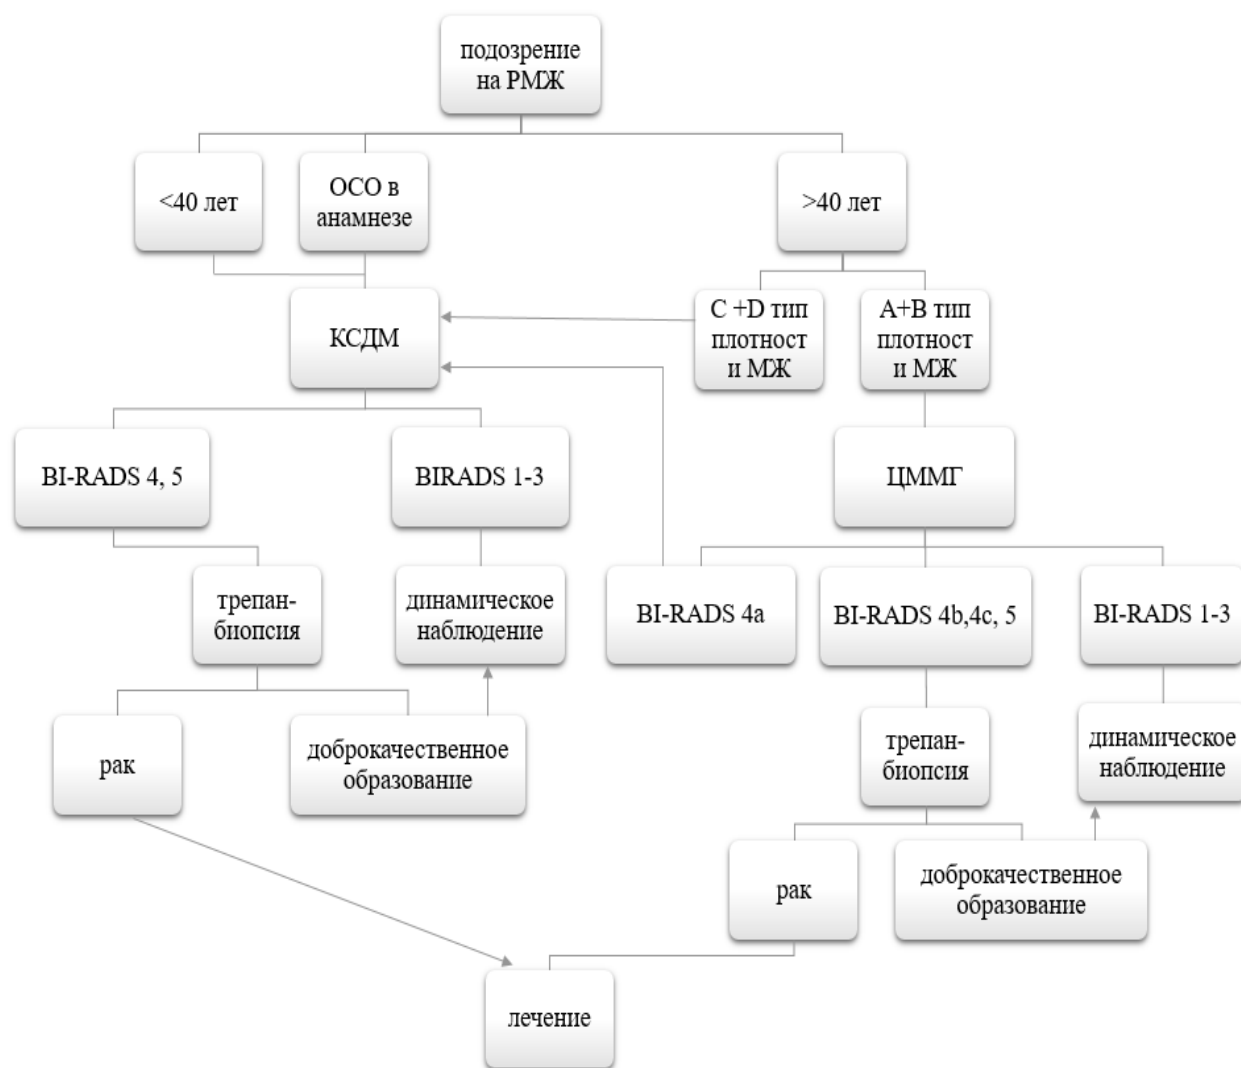 подозрение
на РМЖ
<40 лет
ОСО в
анамнезе
>40 лет
КСДМ
C +D тип
плотност
и МЖ
A+B тип
плотност
и МЖ
BI-RADS 4, 5
BIRADS 1-3
ЦММГ
трепан-
биопсия
динамическое
наблюдение
BI-RADS 4a
BI-RADS 4b,4c, 5
BI-RADS 1-3
рак
доброкачественное
образование
трепан-
биопсия
динамическое
наблюдение
рак
доброкачественное
образование
лечение